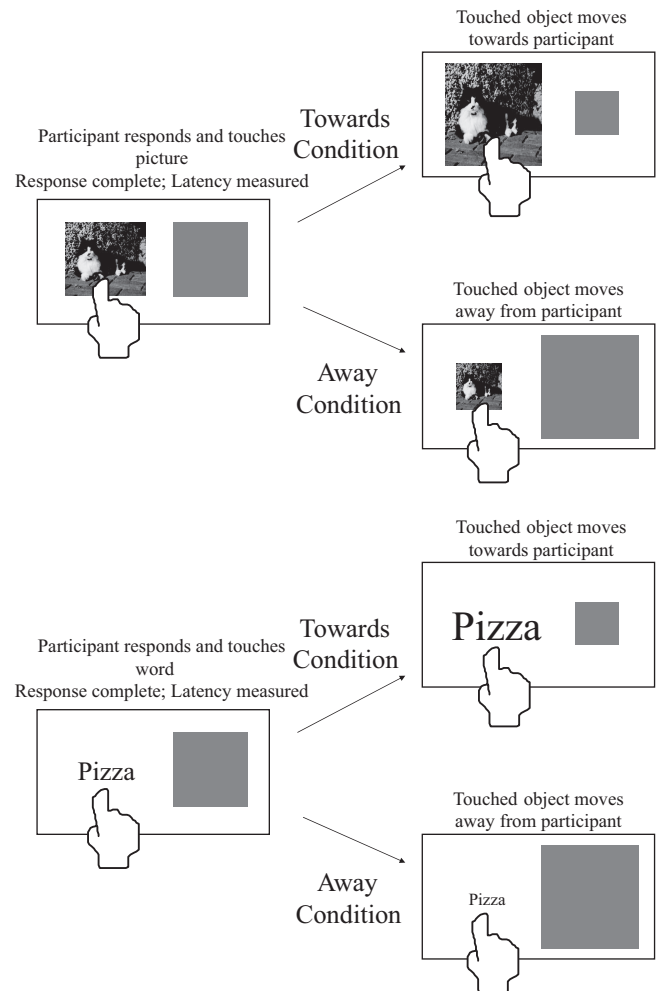 Touched object moves
towards participant
Towards
Condition
Participant responds and touches
picture
Response complete; Latency measured
Touched object moves
away from participant
Away
Condition
Touched object moves
towards participant
Pizza
Towards
Condition
Participant responds and touches
word
Response complete; Latency measured
Pizza
Touched object moves
away from participant
Away
Condition
Pizza